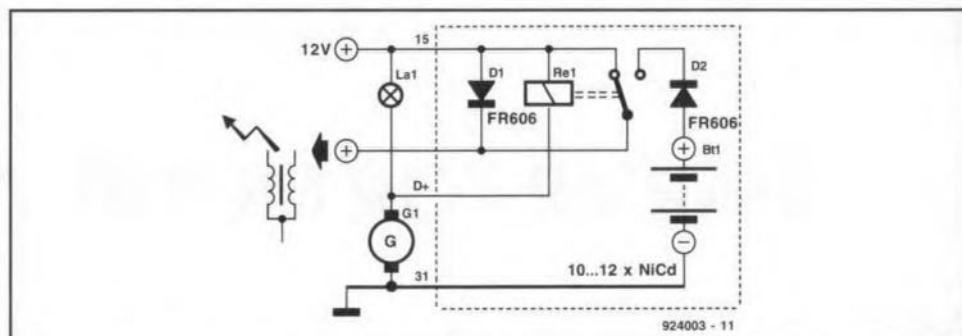 12V
15
La1
D1
FR606
Re1
D2
FR606
Bt1
D+
G1
G
31
10...12 x NiCd
924003 - 11